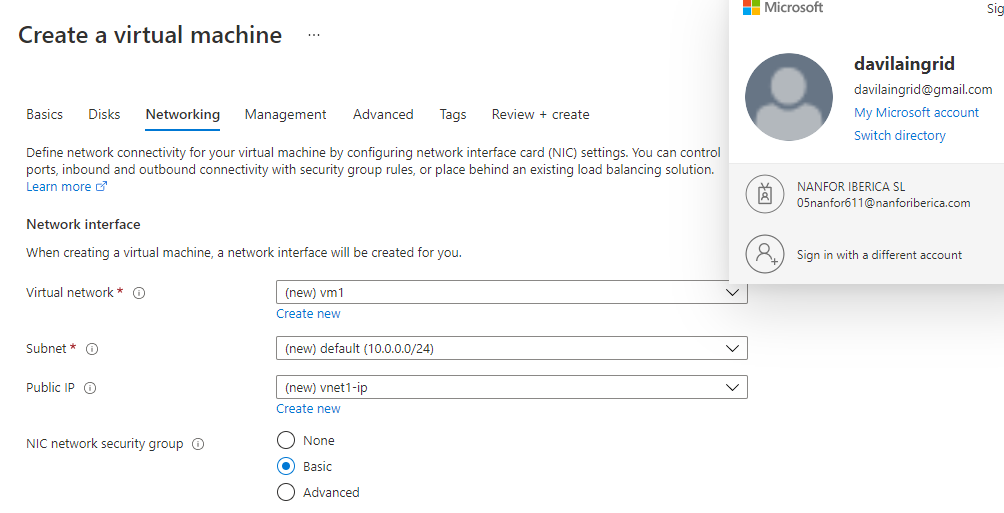 Create a virtual machine ...
Basics Disks Networking Management Advanced Tags Review + create
Define network connectivity for your virtual machine by configuring network interface card (NIC) settings. You can control
ports, inbound and outbound connectivity with security group rules, or place behind an existing load balancing solution.
Learn more
Network interface
When creating a virtual machine, a network interface will be created for you.
Virtual network *
(new) vm1
Create new
Subnet *
(new) default (10.0.0.0/24)
Public IP
(new) vnet1-ip
Create new
NIC network security group
None
Basic
Advanced
Microsoft
Sig
davilaingrid
davilaingrid@gmail.com
My Microsoft account
Switch directory
NANFOR IBERICA SL
05nanfor611@nanforiberica.com
Sign in with a different account